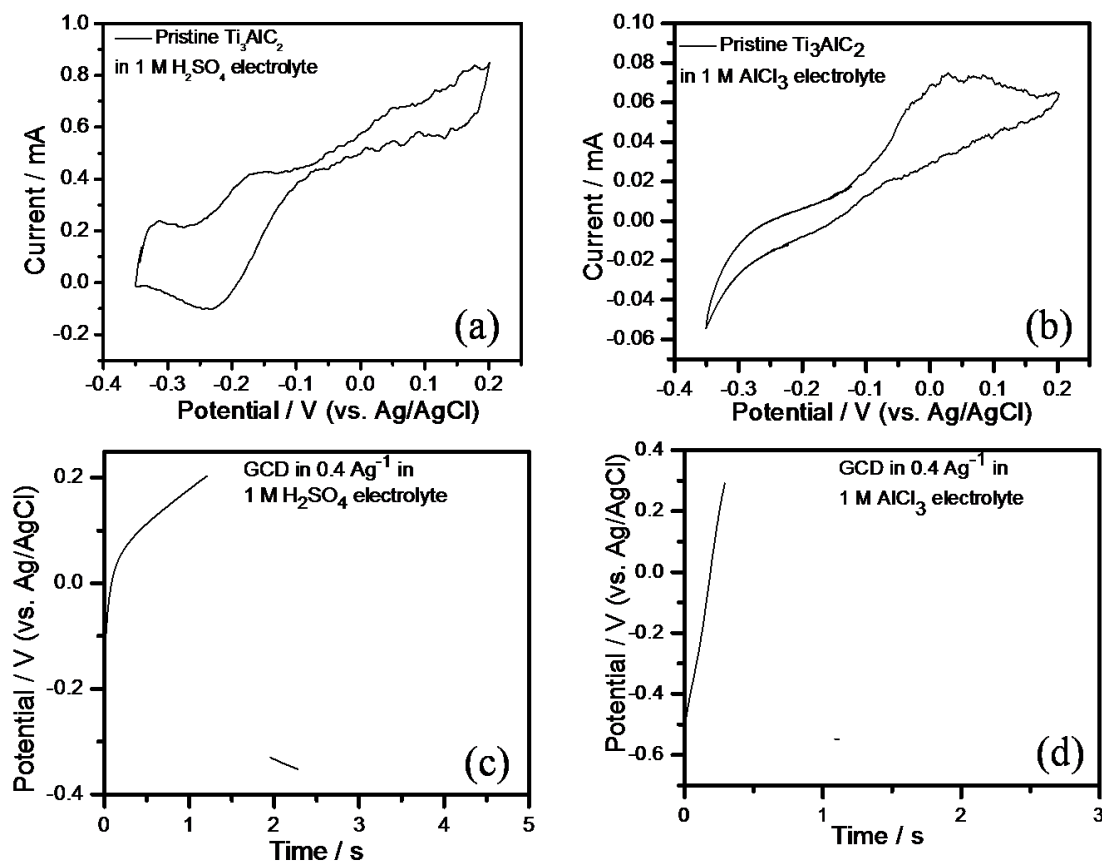 Pristine Ti₃AlC₂
in 1 M H₂SO₄ electrolyte
1.0
0.8
0.6
0.4
0.2
0.0
-0.2
Current / mA
(a)
-0.4 -0.3 -0.2 -0.1 0.0 0.1 0.2
Potential / V (vs. Ag/AgCl)
Pristine Ti₃AlC₂
in 1 M AlCl₃ electrolyte
0.10
0.08
0.06
0.04
0.02
0.00
-0.02
-0.04
-0.06
Current / mA
(b)
-0.4 -0.3 -0.2 -0.1 0.0 0.1 0.2
Potential / V (vs. Ag/AgCl)
GCD in 0.4 Ag⁻¹ in
1 M H₂SO₄ electrolyte
0.2
0.0
-0.2
-0.4
Potential / V (vs. Ag/AgCl)
(c)
0 1 2 3 4 5
Time / s
GCD in 0.4 Ag⁻¹ in
1 M AlCl₃ electrolyte
0.4
0.2
0.0
-0.2
-0.4
-0.6
Potential / V (vs. Ag/AgCl)
(d)
0 1 2 3
Time / s